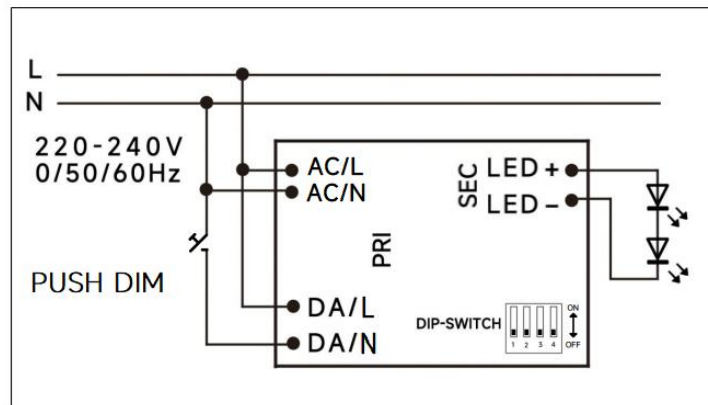 L
N
220-240V
0/50/60Hz
AC/L
AC/N
SEC
LED +
LED -
PRI
PUSH DIM
DA/L
DA/N
DIP-SWITCH
ON
1 2 3 4
OFF